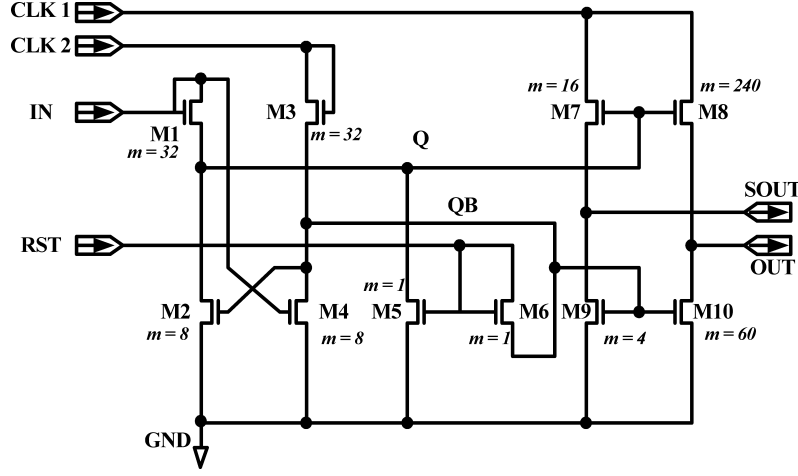 CLK 1
CLK 2
IN
M1
m = 32
M3
m = 32
m = 16
M7
m = 240
M8
Q
QB
SOUT
RST
OUT
m = 1
M2
m = 8
M4
m = 8
M5
M6
m = 1
M9
m = 4
M10
m = 60
GND